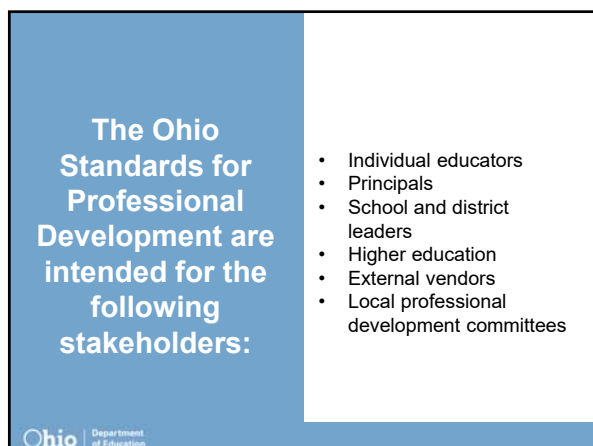 The Ohio
Standards for
Professional
Development are
intended for the
following
stakeholders:
• Individual educators
• Principals
• School and district
leaders
• Higher education
• External vendors
• Local professional
development committees
Ohio | Department
of Education